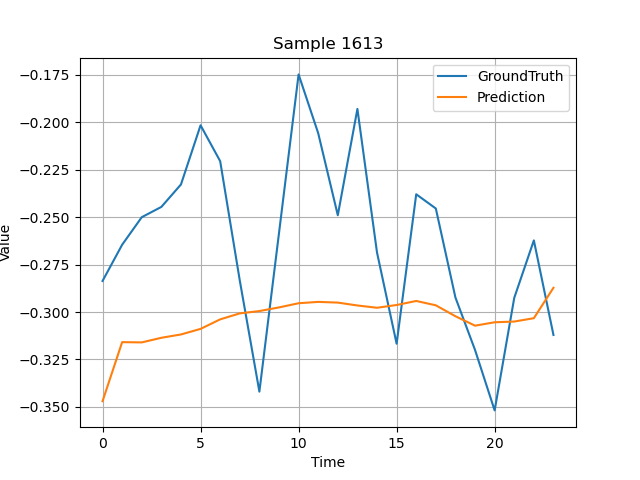 Sample 1613
GroundTruth
Prediction
−0.175
−0.200
−0.225
−0.250
−0.275
−0.300
−0.325
−0.350
Value
0 5 10 15 20
Time